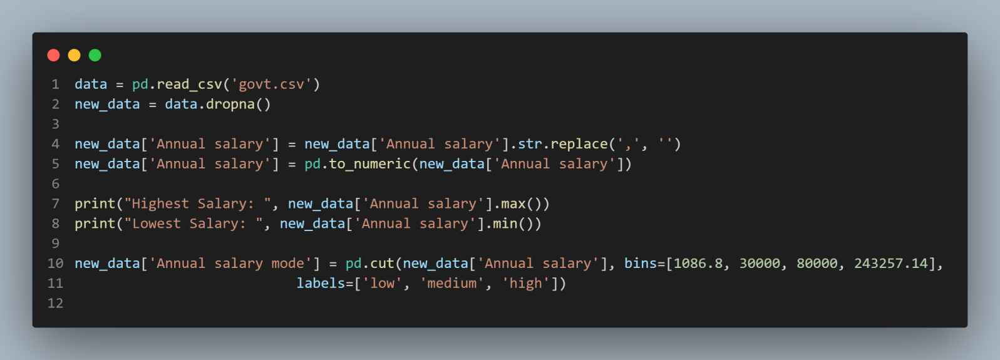 1 data = pd.read_csv('govt.csv')
2 new_data = data.dropna()
3
4 new_data['Annual salary'] = new_data['Annual salary'].str.replace(',', '')
5 new_data['Annual salary'] = pd.to_numeric(new_data['Annual salary'])
6
7 print("Highest Salary: ", new_data['Annual salary'].max())
8 print("Lowest Salary: ", new_data['Annual salary'].min())
9
10 new_data['Annual salary mode'] = pd.cut(new_data['Annual salary'], bins=[1086.8, 30000, 80000, 243257.14],
11                            labels=['low', 'medium', 'high'])
12